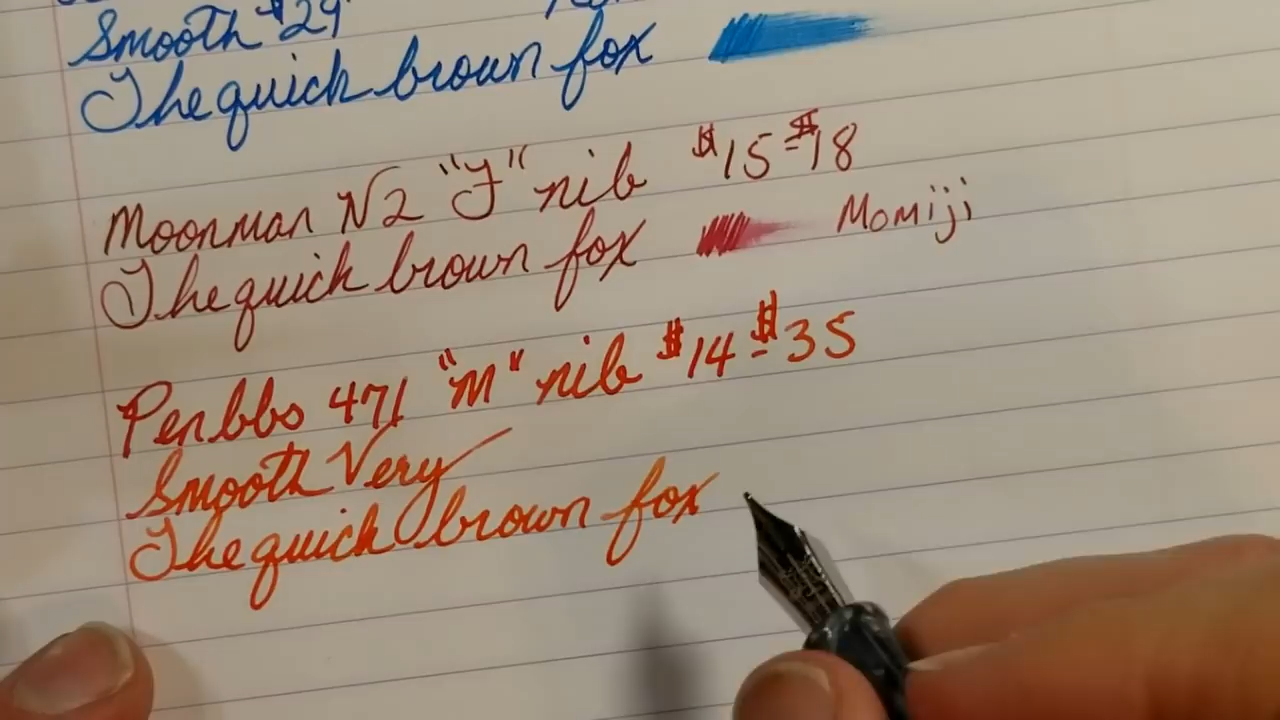 Smooth $29
The quick brown fox
Moonman N2 "F" nib $15-$18
The quick brown fox Momiji
Penbbs 471 "M" nib $14-$35
Smooth Very
The quick brown fox